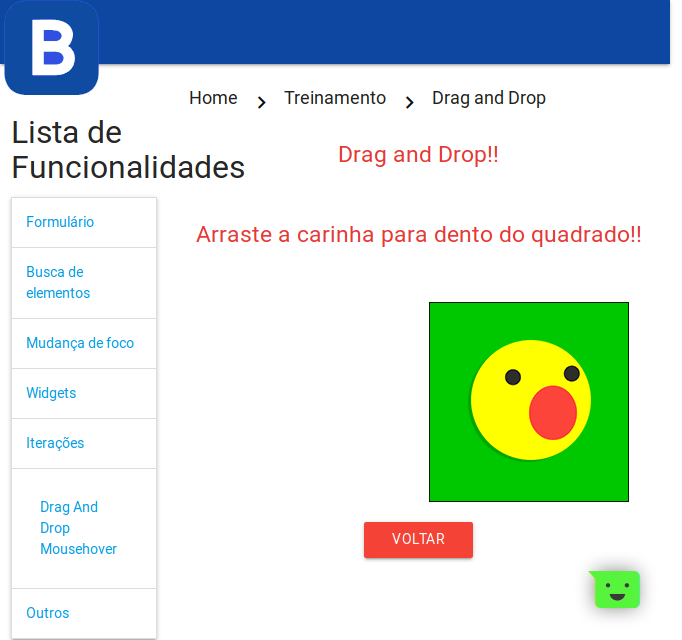 B
Home > Treinamento > Drag and Drop
Lista de
Funcionalidades
Drag and Drop!!
Arraste a carinha para dento do quadrado!!
Formulário
Busca de
elementos
Mudança de foco
Widgets
Iterações
Drag And
Drop
Mousehover
Outros
VOLTAR